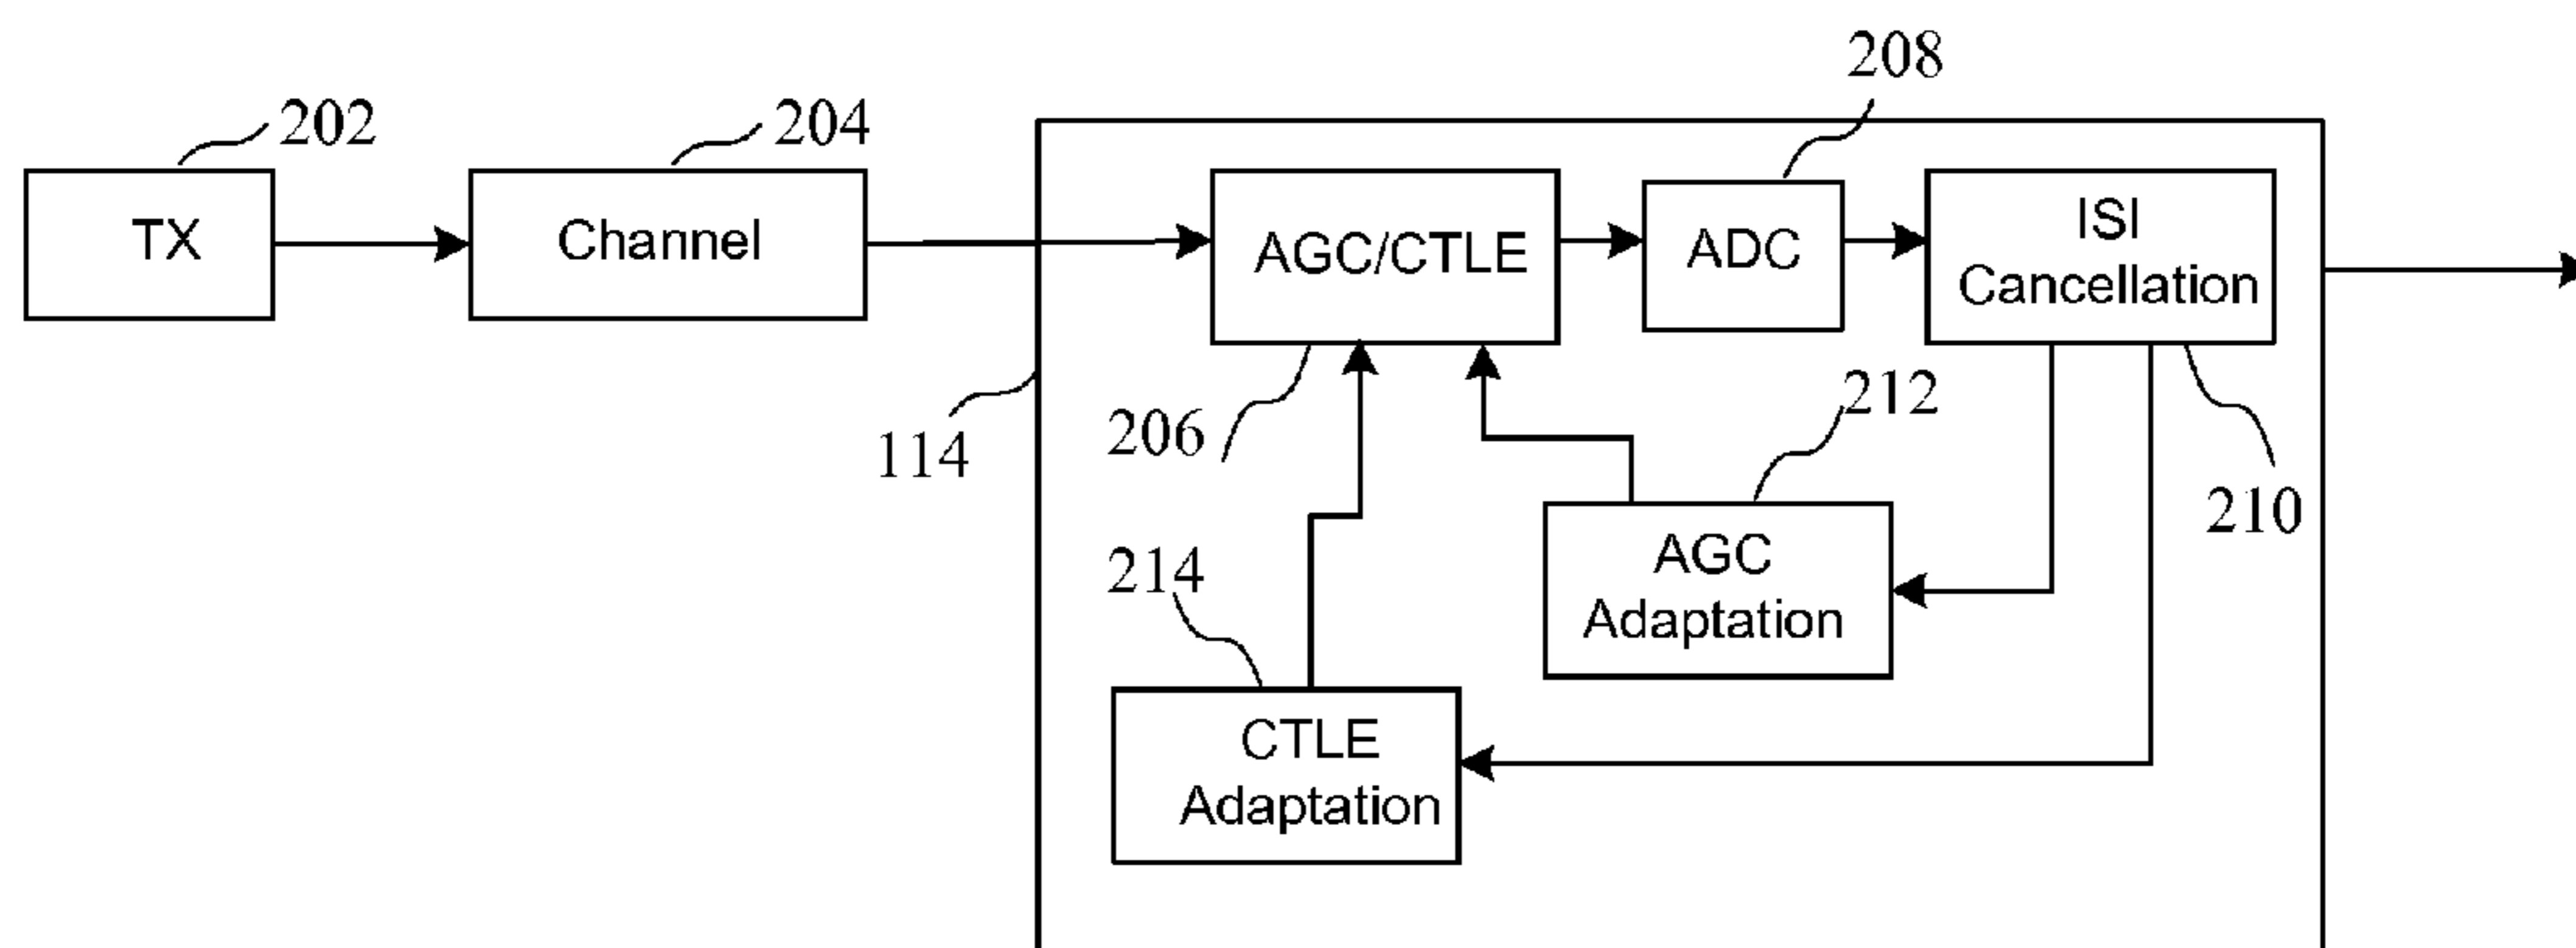 208
202
204
TX
Channel
AGC/CTLE
ADC
ISI
Cancellation
114
206
212
210
AGC
Adaptation
214
CTLE
Adaptation